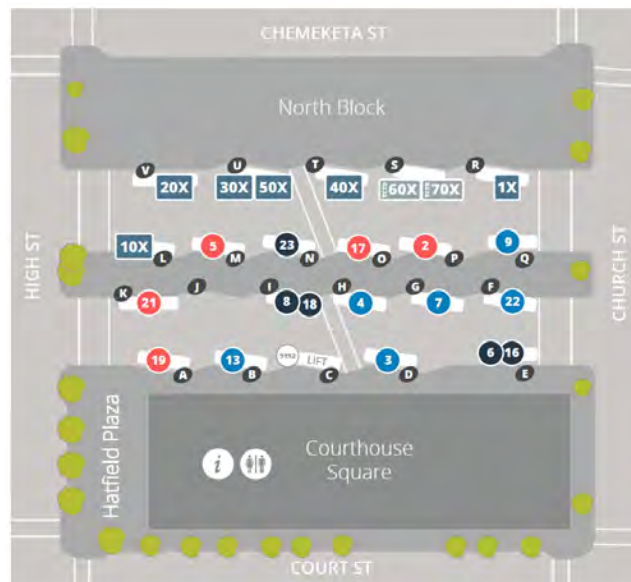 CHEMEKETA ST
North Block
V U T S R
20X 30X 50X 40X 60X 70X 1X
10X 5 23 17 2 9
L M N O P Q
HIGH ST
CHURCH ST
K J I H G F
21 8 18 4 7 22
19 13 LIFT 3 6 16
A B C D E
Hatfield Plaza
i
Courthouse
Square
COURT ST